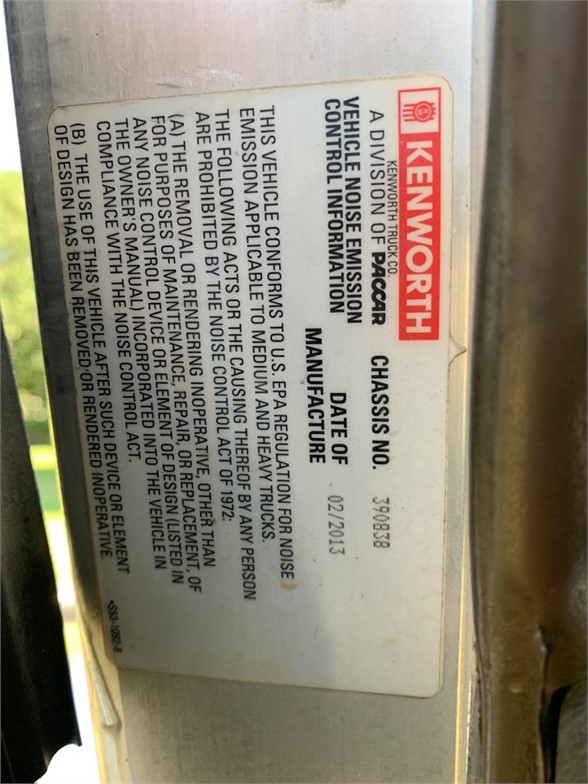 KENWORTH
KENWORTH TRUCK CO.
A DIVISION OF PACCAR
CHASSIS NO. 390838
VEHICLE NOISE EMISSION
CONTROL INFORMATION
DATE OF
MANUFACTURE
02/2013
THIS VEHICLE CONFORMS TO U.S. EPA REGULATION FOR NOISE
EMISSION APPLICABLE TO MEDIUM AND HEAVY TRUCKS.
THE FOLLOWING ACTS OR THE CAUSING THEREOF BY ANY PERSON
ARE PROHIBITED BY THE NOISE CONTROL ACT OF 1972:
(A) THE REMOVAL OR RENDERING INOPERATIVE, OTHER THAN
FOR PURPOSES OF MAINTENANCE, REPAIR, OR REPLACEMENT, OF
ANY NOISE CONTROL DEVICE OR ELEMENT OF DESIGN (LISTED IN
THE OWNER'S MANUAL) INCORPORATED INTO THE VEHICLE IN
COMPLIANCE WITH THE NOISE CONTROL ACT.
(B) THE USE OF THIS VEHICLE AFTER SUCH DEVICE OR ELEMENT
OF DESIGN HAS BEEN REMOVED OR RENDERED INOPERATIVE.